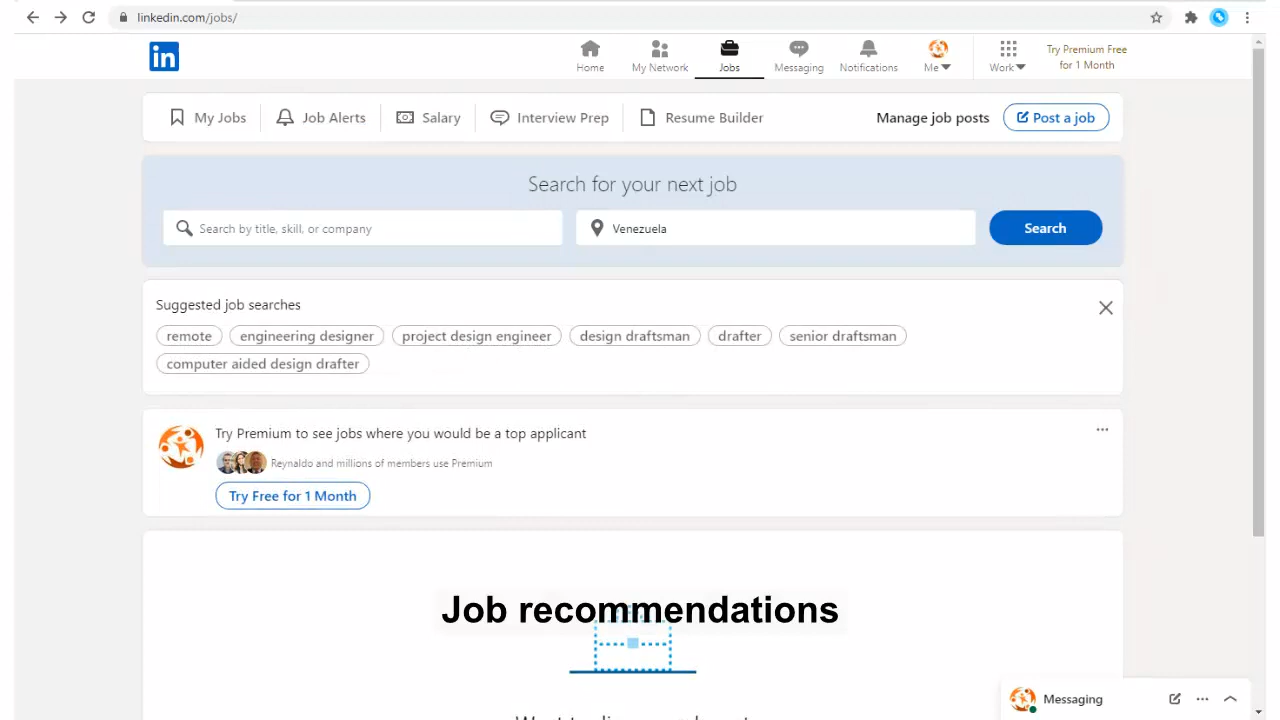 linkedin.com/jobs/
in
Home
My Network
Jobs
Messaging
Notifications
Me
Work
Try Premium Free
for 1 Month
My Jobs
Job Alerts
Salary
Interview Prep
Resume Builder
Manage job posts
Post a job
Search for your next job
Search by title, skill, or company
Venezuela
Search
Suggested job searches
remote
engineering designer
project design engineer
design draftsman
drafter
senior draftsman
computer aided design drafter
Try Premium to see jobs where you would be a top applicant
Reynaldo and millions of members use Premium
Try Free for 1 Month
Job recommendations
Messaging